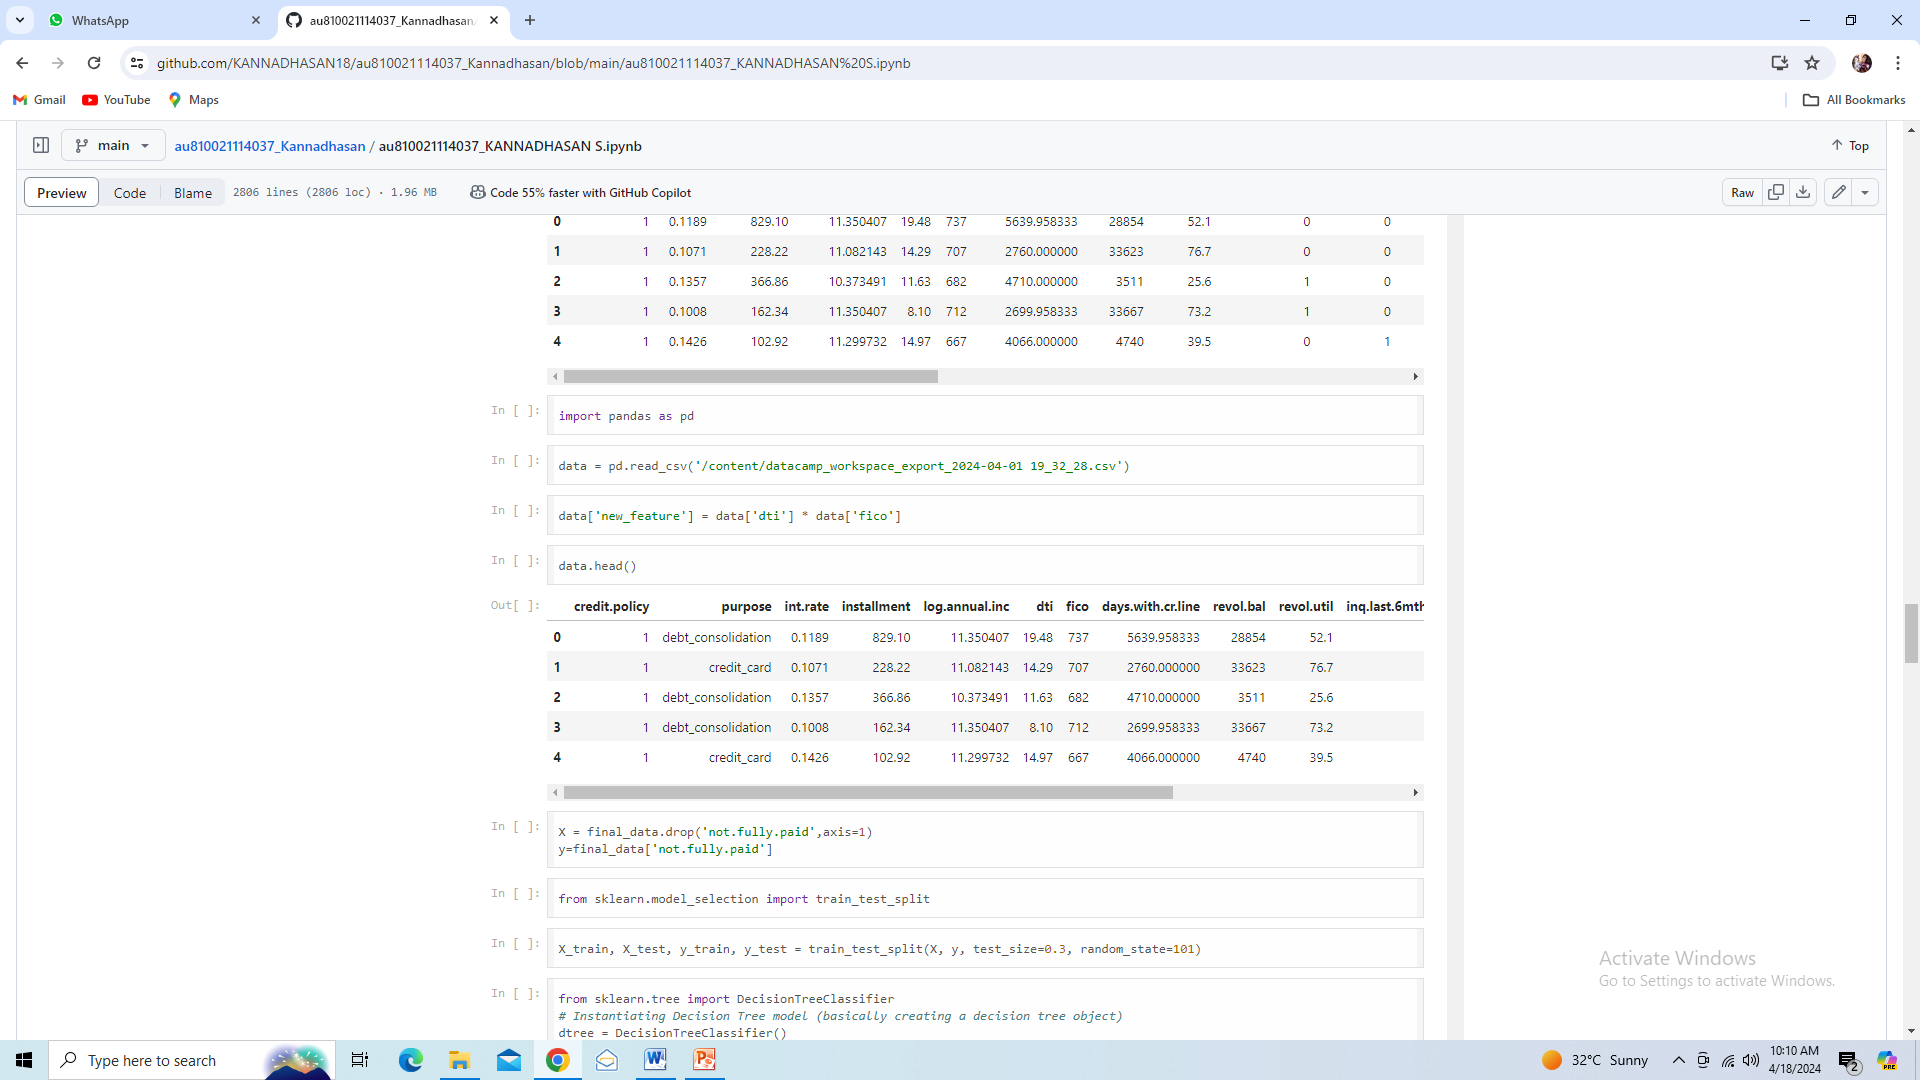 WhatsApp
au810021114037_Kannadhasan
github.com/KANNADHASAN18/au810021114037_Kannadhasan/blob/main/au810021114037_KANNADHASAN%20S.ipynb
Gmail YouTube Maps All Bookmarks
main au810021114037_Kannadhasan / au810021114037_KANNADHASAN S.ipynb Top
Preview Code Blame 2806 lines (2806 loc) · 1.96 MB Code 55% faster with GitHub Copilot Raw
0 1 0.1189 829.10 11.350407 19.48 737 5639.958333 28854 52.1 0 0
1 1 0.1071 228.22 11.082143 14.29 707 2760.000000 33623 76.7 0 0
2 1 0.1357 366.86 10.373491 11.63 682 4710.000000 3511 25.6 1 0
3 1 0.1008 162.34 11.350407 8.10 712 2699.958333 33667 73.2 1 0
4 1 0.1426 102.92 11.299732 14.97 667 4066.000000 4740 39.5 0 1
In [ ]: import pandas as pd
In [ ]: data = pd.read_csv('/content/datacamp_workspace_export_2024-04-01 19_32_28.csv')
In [ ]: data['new_feature'] = data['dti'] * data['fico']
In [ ]: data.head()
Out[ ]: credit.policy purpose int.rate installment log.annual.inc dti fico days.with.cr.line revol.bal revol.util inq.last.6mth
0 1 debt_consolidation 0.1189 829.10 11.350407 19.48 737 5639.958333 28854 52.1
1 1 credit_card 0.1071 228.22 11.082143 14.29 707 2760.000000 33623 76.7
2 1 debt_consolidation 0.1357 366.86 10.373491 11.63 682 4710.000000 3511 25.6
3 1 debt_consolidation 0.1008 162.34 11.350407 8.10 712 2699.958333 33667 73.2
4 1 credit_card 0.1426 102.92 11.299732 14.97 667 4066.000000 4740 39.5
In [ ]: X = final_data.drop('not.fully.paid',axis=1)
y=final_data['not.fully.paid']
In [ ]: from sklearn.model_selection import train_test_split
In [ ]: X_train, X_test, y_train, y_test = train_test_split(X, y, test_size=0.3, random_state=101)
In [ ]: from sklearn.tree import DecisionTreeClassifier
# Instantiating Decision Tree model (basically creating a decision tree object)
dtree = DecisionTreeClassifier()
Activate Windows
Go to Settings to activate Windows.
Type here to search
32°C Sunny
10:10 AM
4/18/2024
2
PRE